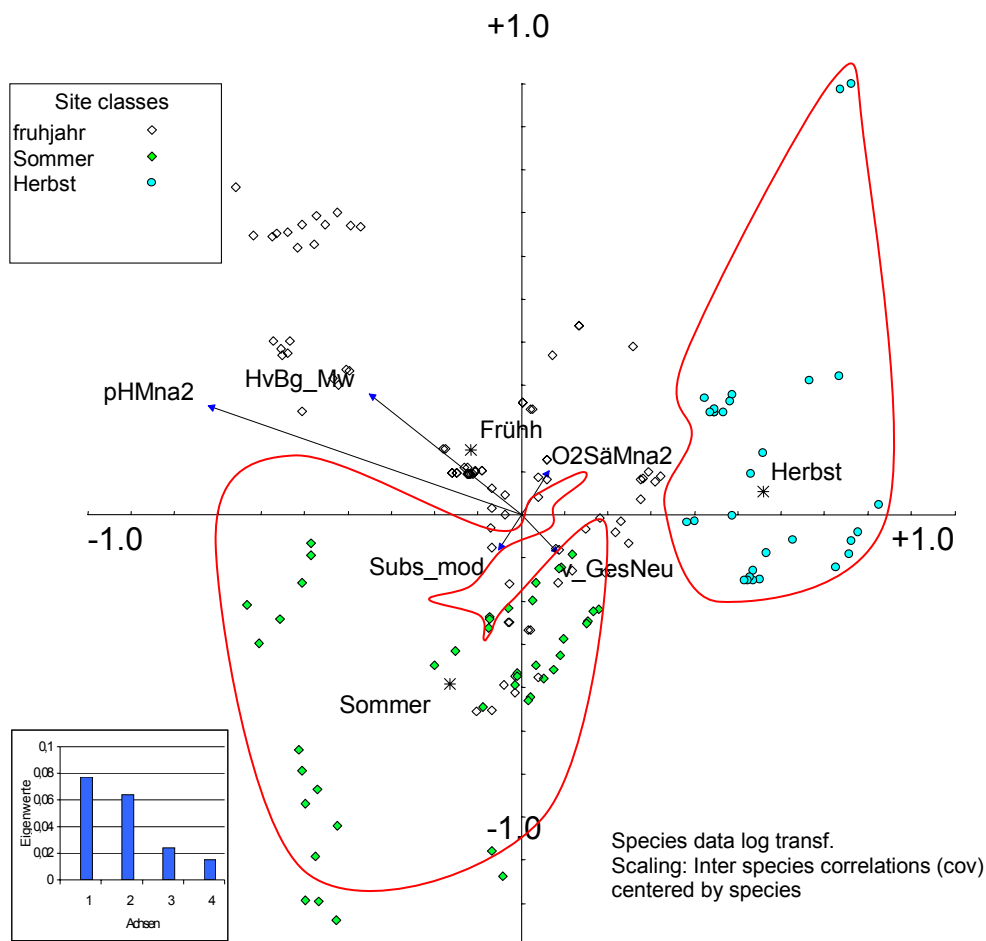 +1.0
Site classes
fruhjahr
Sommer
Herbst
HvBg_Mw
pHMna2
Frühh
O2SäMna2
Herbst
-1.0
+1.0
Subs_mod
v_GesNeu
Sommer
-1.0
0,1
0,08
0,06
0,04
0,02
0
Eigenwerte
1 2 3 4
Achsen
Species data log transf.
Scaling: Inter species correlations (cov)
centered by species